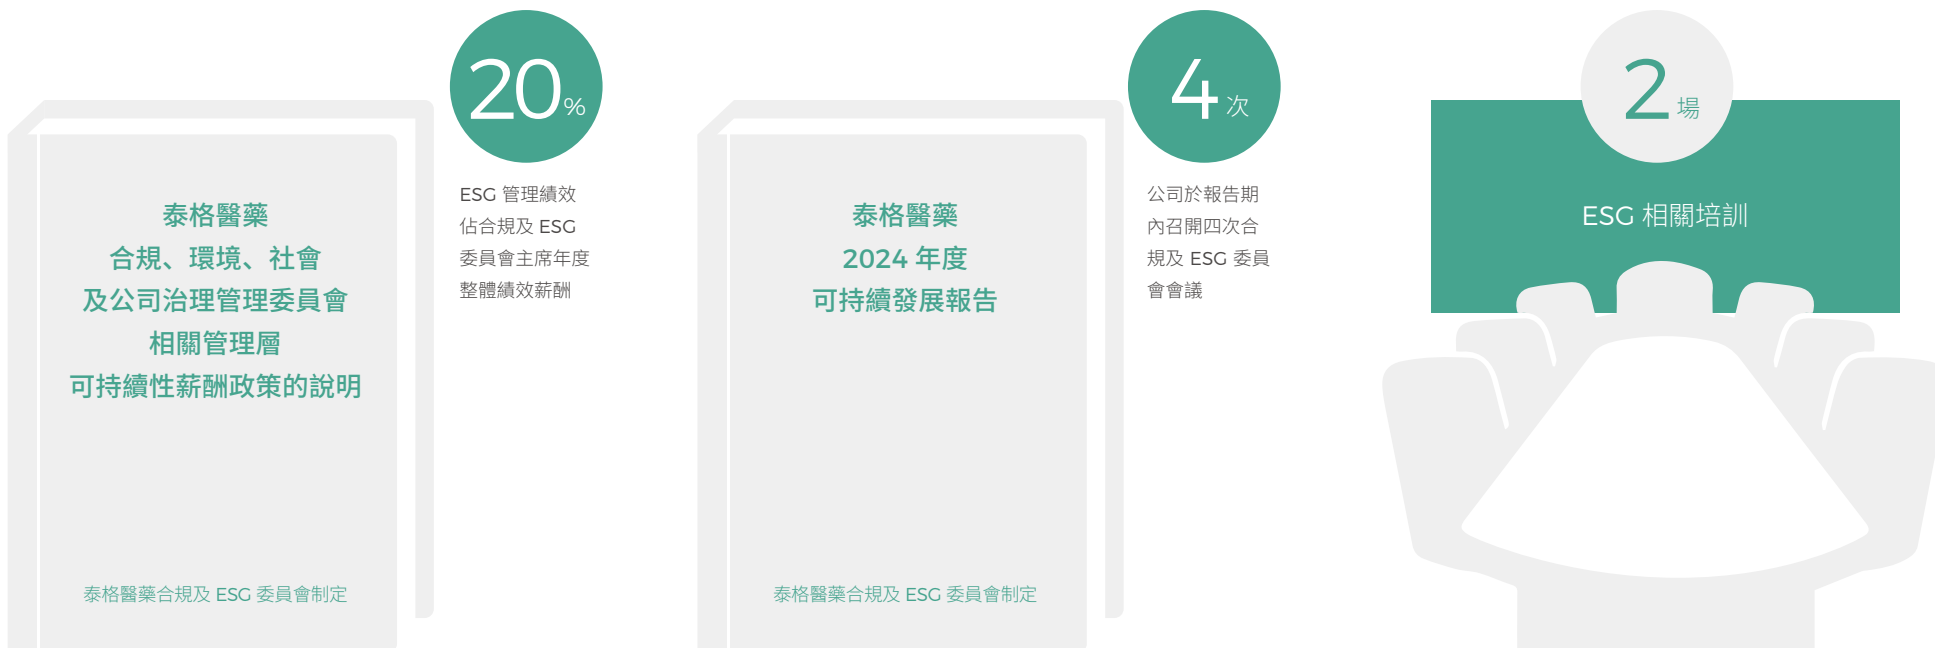 20%
ESG 管理績效
佔合規及 ESG
委員會主席年度
整體績效薪酬
泰格醫藥
合規、環境、社會
及公司治理管理委員會
相關管理層
可持續性薪酬政策的說明
泰格醫藥合規及 ESG 委員會制定
4 次
公司於報告期
內召開四次合
規及 ESG 委員
會會議
泰格醫藥
2024 年度
可持續發展報告
泰格醫藥合規及 ESG 委員會制定
2 場
ESG 相關培訓